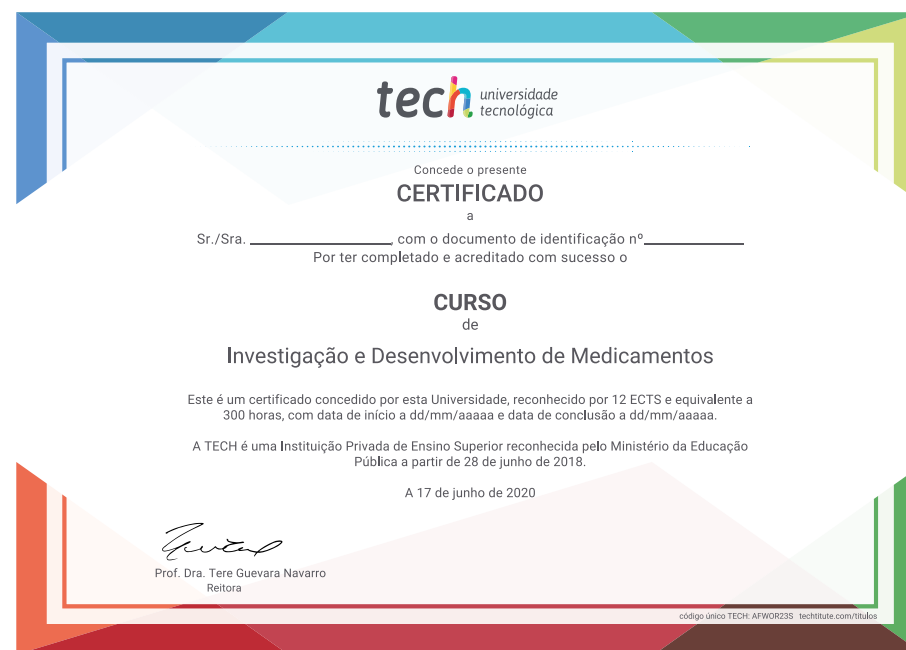 tech universidade
tecnológica
Concede o presente
CERTIFICADO
a
Sr./Sra. , com o documento de identificação nº
Por ter completado e acreditado com sucesso o
CURSO
de
Investigação e Desenvolvimento de Medicamentos
Este é um certificado concedido por esta Universidade, reconhecido por 12 ECTS e equivalente a
300 horas, com data de início a dd/mm/aaaaa e data de conclusão a dd/mm/aaaaa.
A TECH é uma Instituição Privada de Ensino Superior reconhecida pelo Ministério da Educação
Pública a partir de 28 de junho de 2018.
A 17 de junho de 2020
Prof. Dra. Tere Guevara Navarro
Reitora
código único TECH: AFWOR23S techtitute.com/titulos